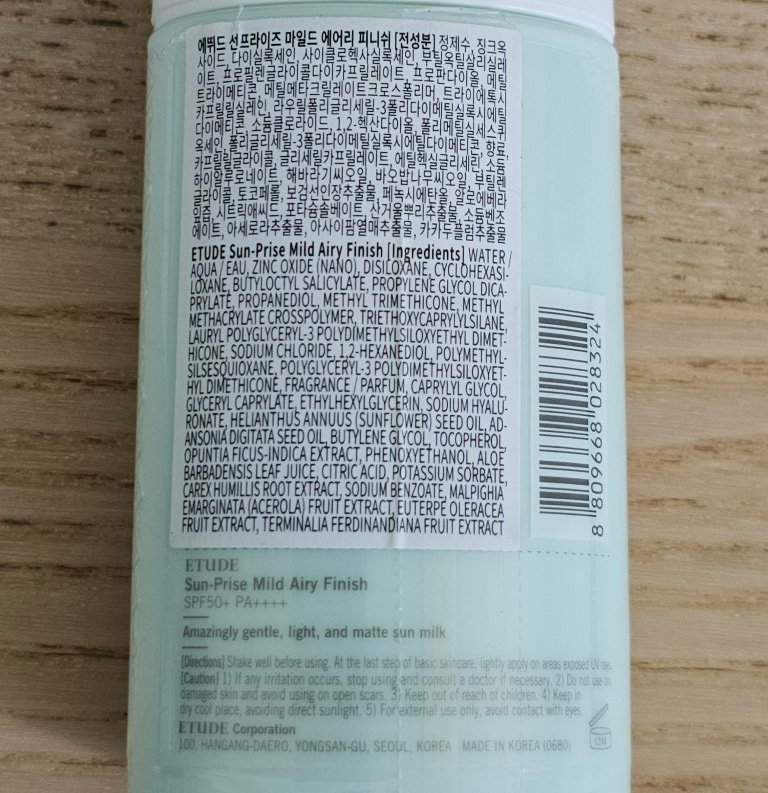 에뛰드 선프라이즈 마일드 에어리 피니쉬 [전성분] 정제수, 징크옥
사이드, 다이실록세인, 사이클로헥사실록세인, 부틸옥틸살리실레
이트, 프로필렌글라이콜다이카프릴레이트, 프로판다이올, 메틸
트라이메티콘, 메틸메타크릴레이트크로스폴리머, 트라이에톡시
카프릴릴실레인, 라우릴폴리글리세릴-3폴리다이메틸실록시에틸
다이메티콘, 소듐클로라이드, 1,2-헥산다이올, 폴리메틸실세스퀴
옥세인, 폴리글리세릴-3폴리다이메틸실록시에틸다이메티콘, 향료,
카프릴릴글라이콜, 글리세릴카프릴레이트, 에틸헥실글리세린, 소듐
하이알루로네이트, 해바라기씨오일, 바오밥나무씨오일, 부틸렌
글라이콜, 토코페롤, 보검선인장추출물, 페녹시에탄올, 알로에베라
잎즙, 시트릭애씨드, 포타슘솔베이트, 산거울뿌리추출물, 소듐벤조
에이트, 아세로라추출물, 아사이팜열매추출물, 카카두플럼추출물
ETUDE Sun-Prise Mild Airy Finish [Ingredients] WATER /
AQUA / EAU, ZINC OXIDE (NANO), DISILOXANE, CYCLOHEXASI-
LOXANE, BUTYLOCTYL SALICYLATE, PROPYLENE GLYCOL DICA-
PRYLATE, PROPANEDIOL, METHYL TRIMETHICONE, METHYL
METHACRYLATE CROSSPOLYMER, TRIETHOXYCAPRYLYLSILANE,
LAURYL POLYGLYCERYL-3 POLYDIMETHYLSILOXYETHYL DIMET-
HICONE, SODIUM CHLORIDE, 1,2-HEXANEDIOL, POLYMETHYL-
SILSESQUIOXANE, POLYGLYCERYL-3 POLYDIMETHYLSILOXYET-
HYL DIMETHICONE, FRAGRANCE / PARFUM, CAPRYLYL GLYCOL,
GLYCERYL CAPRYLATE, ETHYLHEXYLGLYCERIN, SODIUM HYALU-
RONATE, HELIANTHUS ANNUUS (SUNFLOWER) SEED OIL, AD-
ANSONIA DIGITATA SEED OIL, BUTYLENE GLYCOL, TOCOPHEROL,
OPUNTIA FICUS-INDICA EXTRACT, PHENOXYETHANOL, ALOE
BARBADENSIS LEAF JUICE, CITRIC ACID, POTASSIUM SORBATE,
CAREX HUMILLIS ROOT EXTRACT, SODIUM BENZOATE, MALPIGHIA
EMARGINATA (ACEROLA) FRUIT EXTRACT, EUTERPE OLERACEA
FRUIT EXTRACT, TERMINALIA FERDINANDIANA FRUIT EXTRACT
8 809668 028324
ETUDE
Sun-Prise Mild Airy Finish
SPF50+ PA++++
Amazingly gentle, light, and matte sun milk
[Directions] Shake well before using. At the last step of basic skincare, lightly apply on areas exposed UV rays.
[Caution] 1) If any irritation occurs, stop using and consult a doctor if necessary. 2) Do not use on
damaged skin and avoid using on open scars. 3) Keep out of reach of children. 4) Keep in
dry cool place, avoiding direct sunlight. 5) For external use only, avoid contact with eyes.
ETUDE Corporation
100, HANGANG-DAERO, YONGSAN-GU, SEOUL, KOREA MADE IN KOREA (0680)
12M